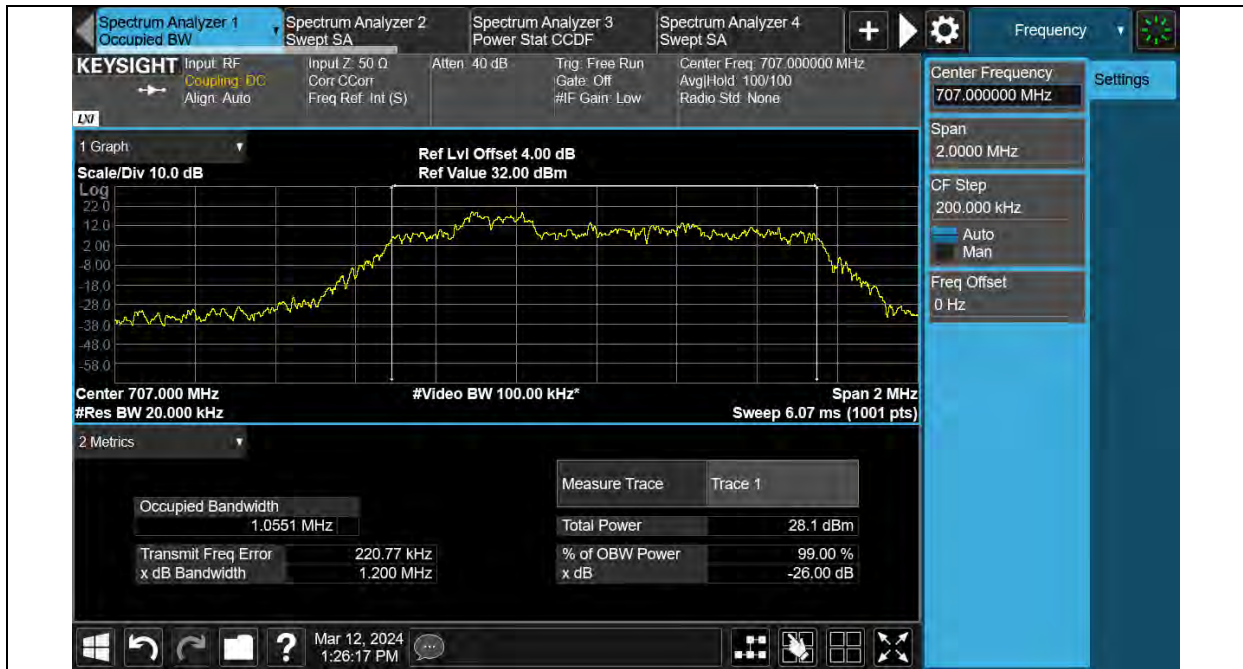 Spectrum Analyzer 1
Occupied BW
Spectrum Analyzer 2
Swept SA
Spectrum Analyzer 3
Power Stat CCDF
Spectrum Analyzer 4
Swept SA
+
Frequency
KEYSIGHT
Input: RF
Coupling: DC
Align: Auto
Input Z: 50 Ω
Corr CCorr
Freq Ref: Int (S)
Atten: 40 dB
Trig: Free Run
Gate: Off
#IF Gain: Low
Center Freq: 707.000000 MHz
Avg|Hold: 100/100
Radio Std: None
LXI
Center Frequency
707.000000 MHz
Settings
Span
2.0000 MHz
CF Step
200.000 kHz
Auto
Man
Freq Offset
0 Hz
1 Graph
Scale/Div 10.0 dB
Ref Lvl Offset 4.00 dB
Ref Value 32.00 dBm
Log
22.0
12.0
2.00
-8.00
-18.0
-28.0
-38.0
-48.0
-58.0
Center 707.000 MHz
#Video BW 100.00 kHz*
Span 2 MHz
#Res BW 20.000 kHz
Sweep 6.07 ms (1001 pts)
2 Metrics
Measure Trace
Trace 1
Occupied Bandwidth
1.0551 MHz
Total Power
28.1 dBm
Transmit Freq Error
220.77 kHz
% of OBW Power
99.00 %
x dB Bandwidth
1.200 MHz
x dB
-26.00 dB
?
Mar 12, 2024
1:26:17 PM